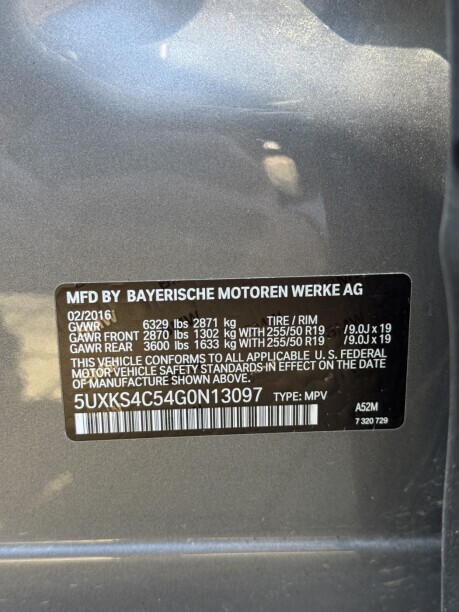 MFD BY BAYERISCHE MOTOREN WERKE AG
02/2016
GVWR 6329 lbs 2871 kg TIRE / RIM
GAWR FRONT 2870 lbs 1302 kg WITH 255/50 R19 /9.0J x 19
GAWR REAR 3600 lbs 1633 kg WITH 255/50 R19 /9.0J x 19
THIS VEHICLE CONFORMS TO ALL APPLICABLE U. S. FEDERAL
MOTOR VEHICLE SAFETY STANDARDS IN EFFECT ON THE DATE
OF MANUFACTURE SHOWN ABOVE.
5UXKS4C54G0N13097 TYPE: MPV
A52M
7 320 729